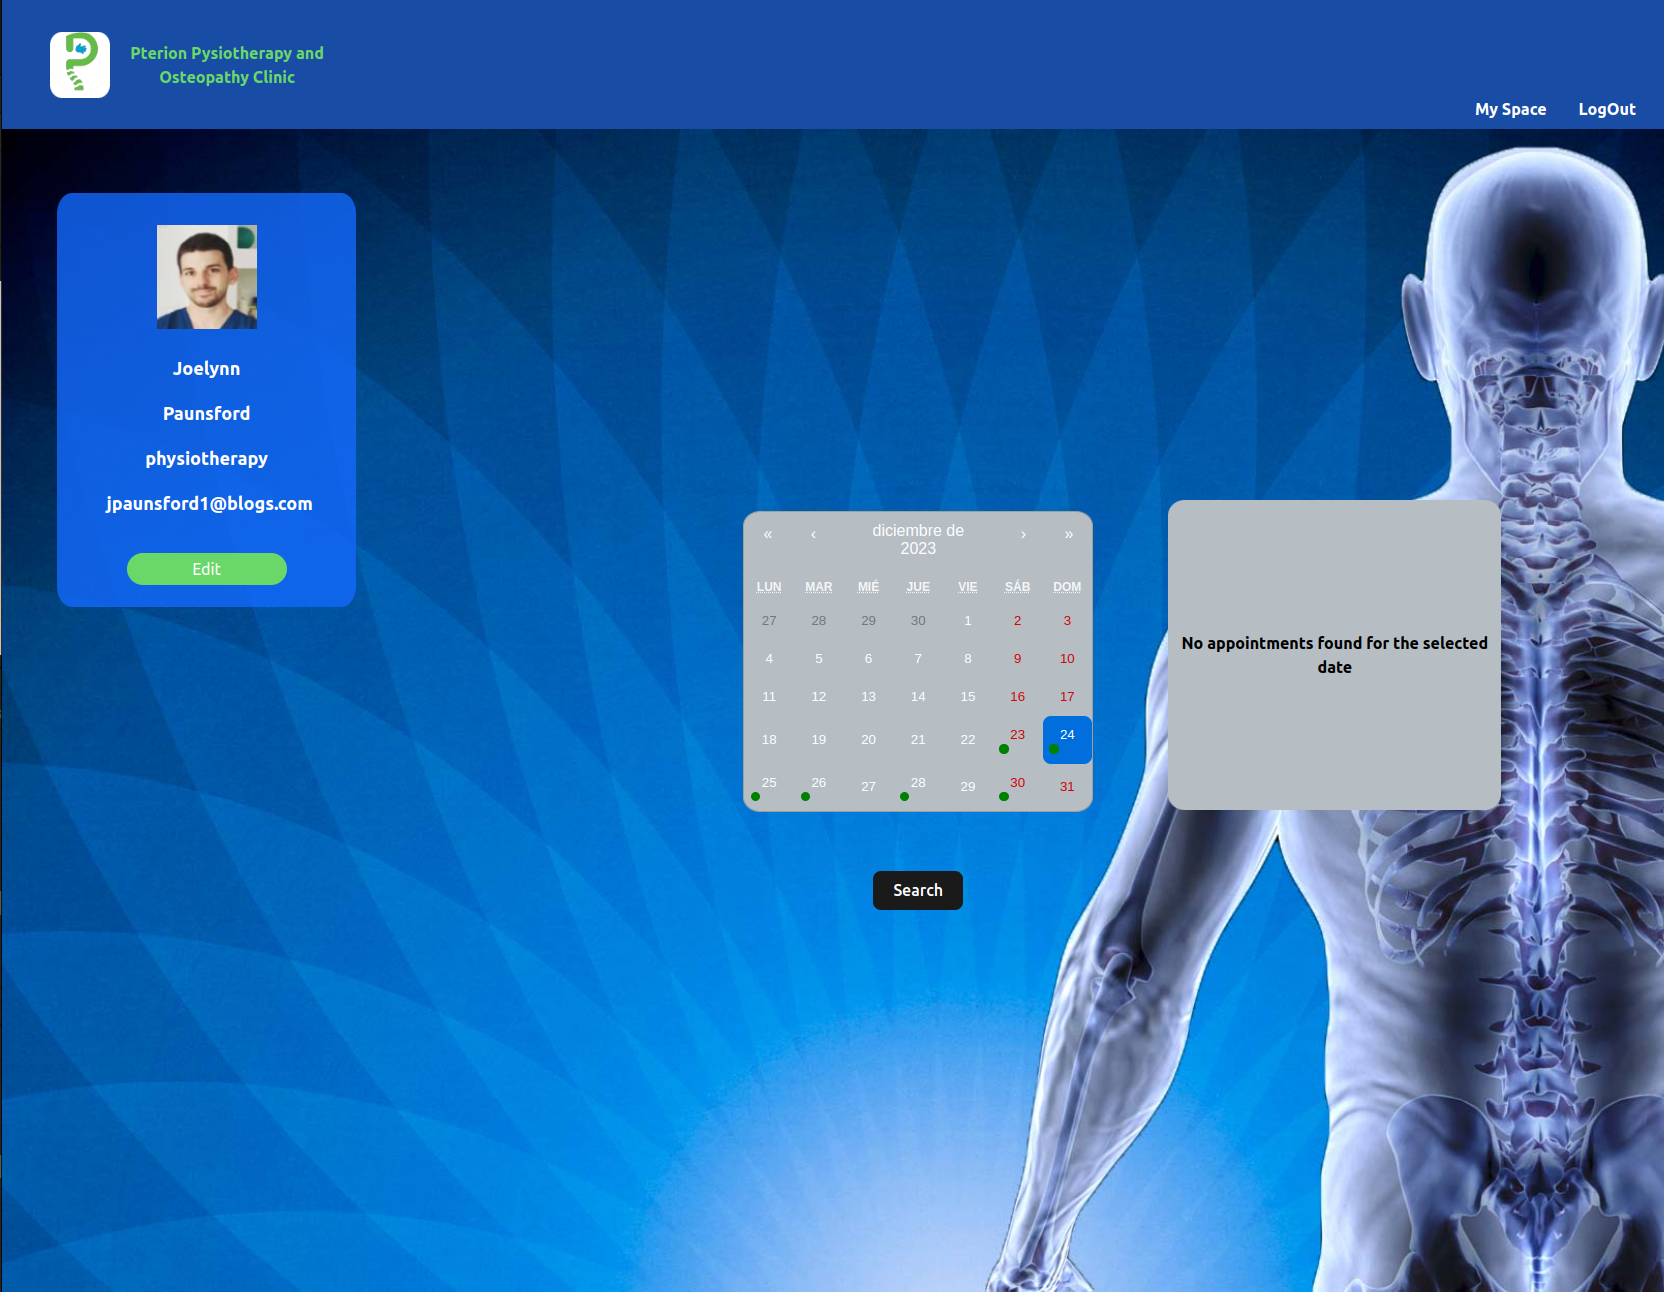 Pterion Pysiotherapy and
Osteopathy Clinic
My Space LogOut
Joelynn
Paunsford
physiotherapy
jpaunsford1@blogs.com
Edit
« ‹ diciembre de
2023 › »
LUN MAR MIÉ JUE VIE SÁB DOM
27 28 29 30 1 2 3
4 5 6 7 8 9 10
11 12 13 14 15 16 17
18 19 20 21 22 23 24
25 26 27 28 29 30 31
No appointments found for the selected
date
Search